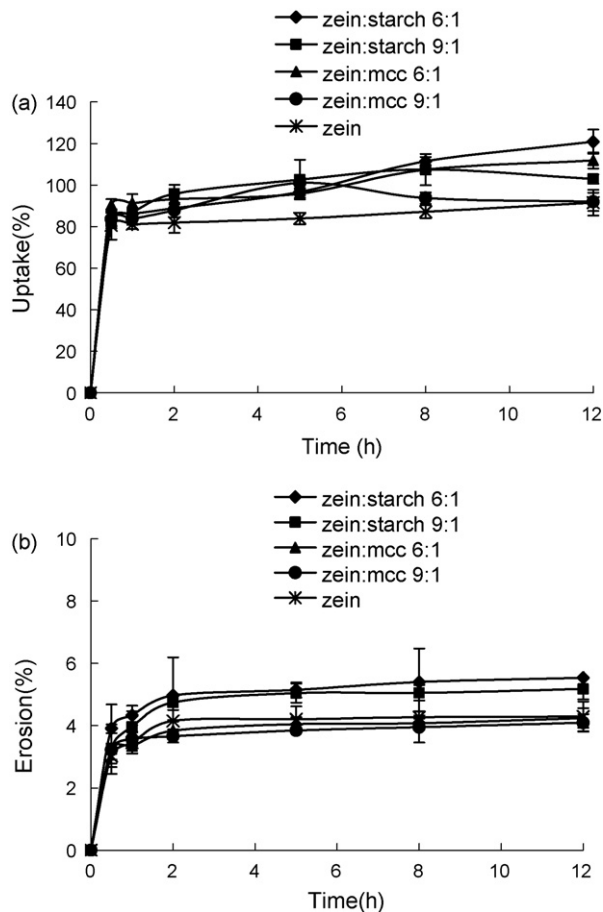 zein:starch 6:1
zein:starch 9:1
zein:mcc 6:1
zein:mcc 9:1
zein
(a)
140
120
100
80
60
40
20
0
Uptake(%)
0 2 4 6 8 10 12
Time (h)
zein:starch 6:1
zein:starch 9:1
zein:mcc 6:1
zein:mcc 9:1
zein
(b)
10
8
6
4
2
0
Erosion(%)
0 2 4 6 8 10 12
Time(h)